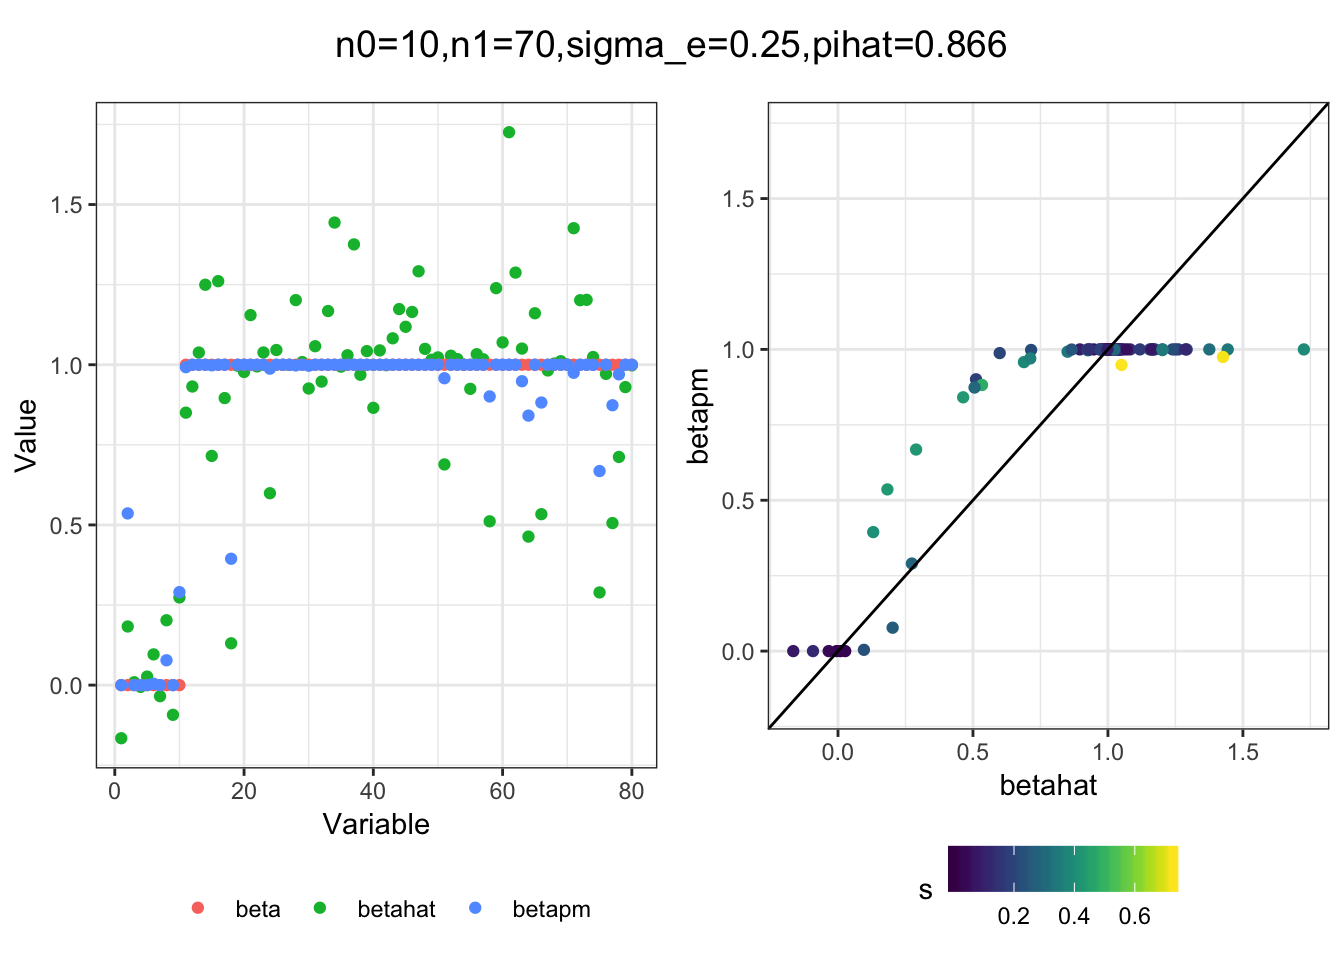 n0=10,n1=70,sigma_e=0.25,pihat=0.866
Value
1.5
1.0
0.5
0.0
0 20 40 60 80
Variable
beta betahat betapm
betapm
1.5
1.0
0.5
0.0
0.0 0.5 1.0 1.5
betahat
s
0.2 0.4 0.6